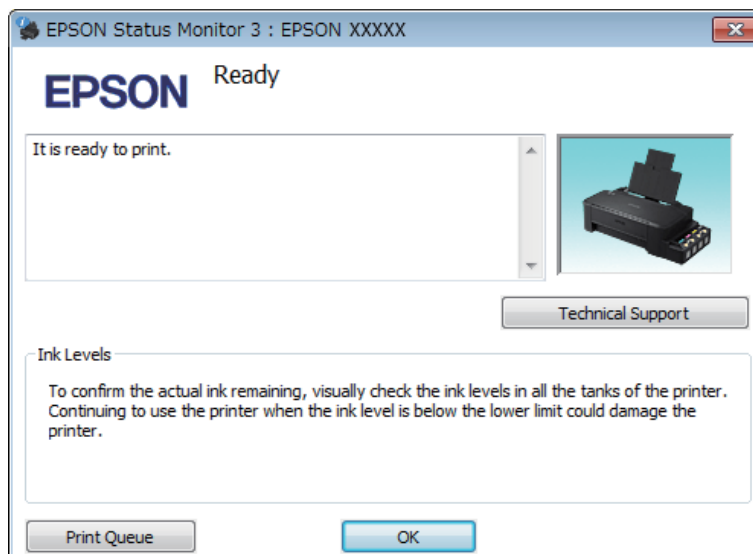 EPSON Status Monitor 3 : EPSON XXXXX
EPSON
Ready
It is ready to print.
Technical Support
Ink Levels
To confirm the actual ink remaining, visually check the ink levels in all the tanks of the printer.
Continuing to use the printer when the ink level is below the lower limit could damage the
printer.
Print Queue
OK